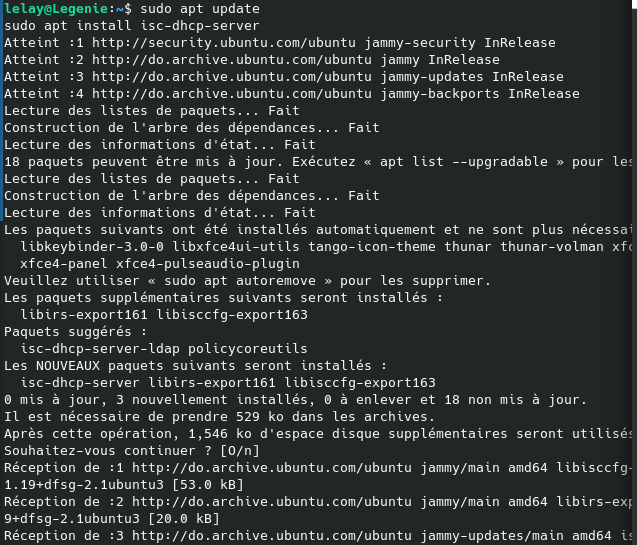 lelay@Legenie:~$ sudo apt update
sudo apt install isc-dhcp-server
Atteint :1 http://security.ubuntu.com/ubuntu jammy-security InRelease
Atteint :2 http://do.archive.ubuntu.com/ubuntu jammy InRelease
Atteint :3 http://do.archive.ubuntu.com/ubuntu jammy-updates InRelease
Atteint :4 http://do.archive.ubuntu.com/ubuntu jammy-backports InRelease
Lecture des listes de paquets... Fait
Construction de l'arbre des dépendances... Fait
Lecture des informations d'état... Fait
18 paquets peuvent être mis à jour. Exécutez « apt list --upgradable » pour les
Lecture des listes de paquets... Fait
Construction de l'arbre des dépendances... Fait
Lecture des informations d'état... Fait
Les paquets suivants ont été installés automatiquement et ne sont plus nécessai
libkeybinder-3.0-0 libxfce4ui-utils tango-icon-theme thunar thunar-volman xfc
xfce4-panel xfce4-pulseaudio-plugin
Veuillez utiliser « sudo apt autoremove » pour les supprimer.
Les paquets supplémentaires suivants seront installés :
libirs-export161 libisccfg-export163
Paquets suggérés :
isc-dhcp-server-ldap policycoreutils
Les NOUVEAUX paquets suivants seront installés :
isc-dhcp-server libirs-export161 libisccfg-export163
0 mis à jour, 3 nouvellement installés, 0 à enlever et 18 non mis à jour.
Il est nécessaire de prendre 529 ko dans les archives.
Après cette opération, 1,546 ko d'espace disque supplémentaires seront utilisés
Souhaitez-vous continuer ? [O/n]
Réception de :1 http://do.archive.ubuntu.com/ubuntu jammy/main amd64 libisccfg-
1.19+dfsg-2.1ubuntu3 [53.0 kB]
Réception de :2 http://do.archive.ubuntu.com/ubuntu jammy/main amd64 libirs-exp
9+dfsg-2.1ubuntu3 [20.0 kB]
Réception de :3 http://do.archive.ubuntu.com/ubuntu jammy-updates/main amd64 is